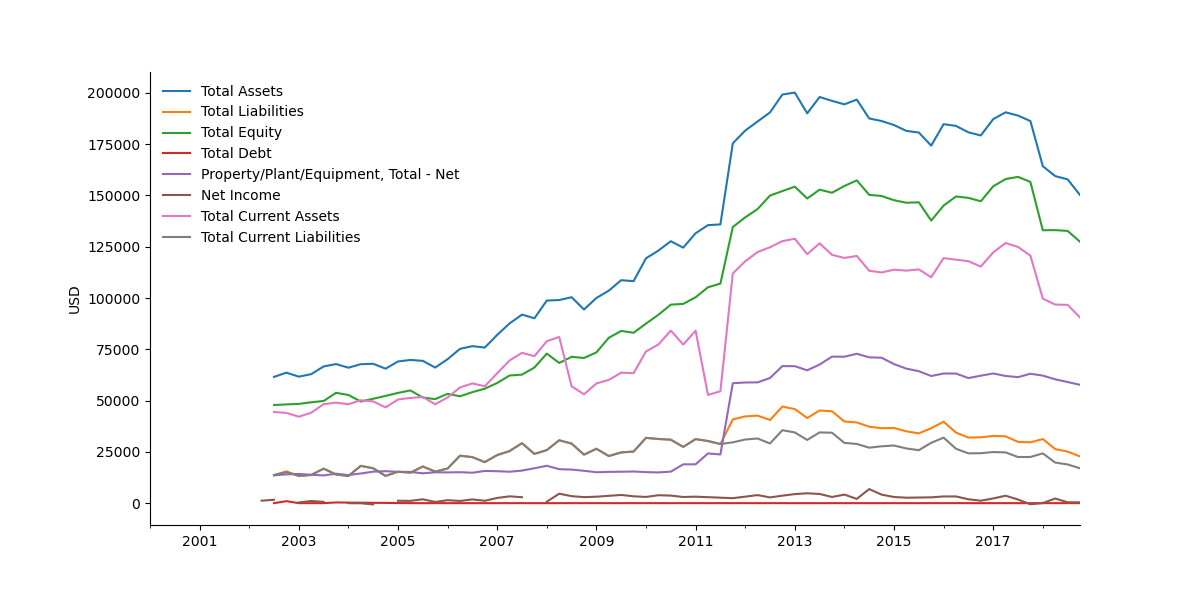 200000
175000
150000
125000
100000
75000
50000
25000
0
USD
Total Assets
Total Liabilities
Total Equity
Total Debt
Property/Plant/Equipment, Total - Net
Net Income
Total Current Assets
Total Current Liabilities
2001 2003 2005 2007 2009 2011 2013 2015 2017